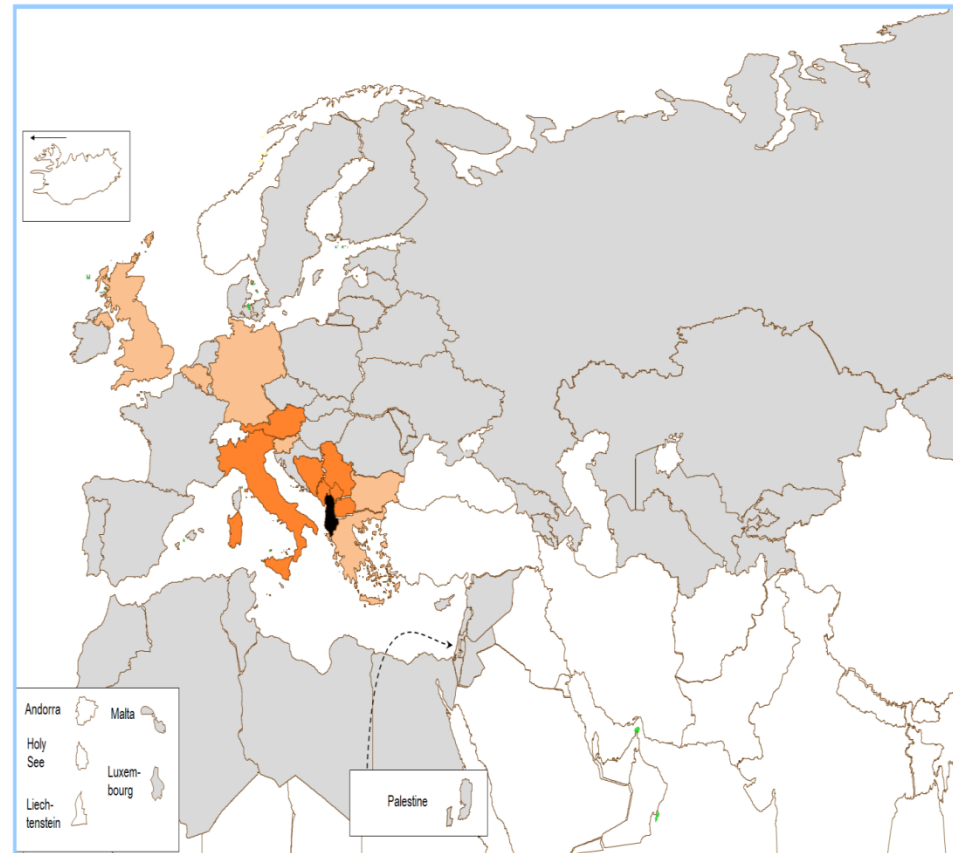 Andorra
Malta
Holy
See
Luxem-
bourg
Liech-
tenstein
Palestine